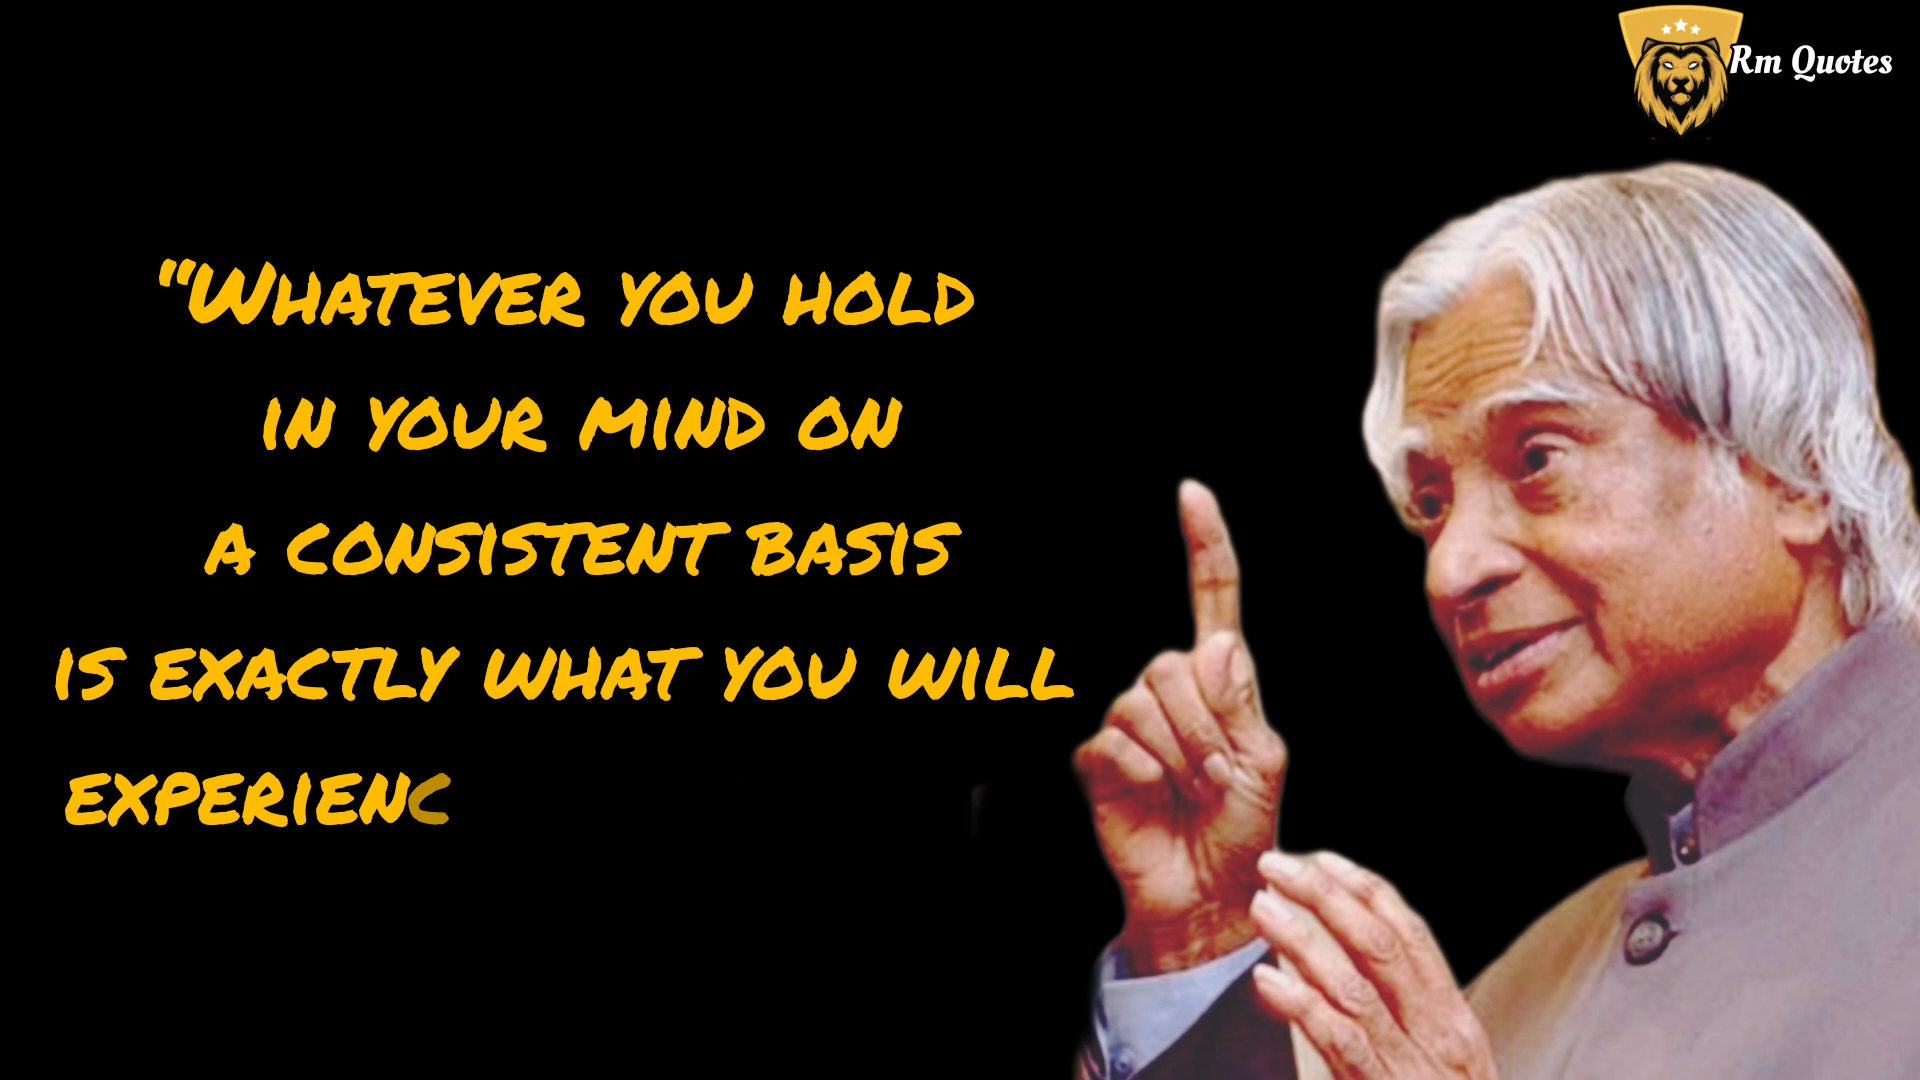 Rm Quotes
“WHATEVER YOU HOLD
IN YOUR MIND ON
A CONSISTENT BASIS
IS EXACTLY WHAT YOU WILL
EXPERIENC